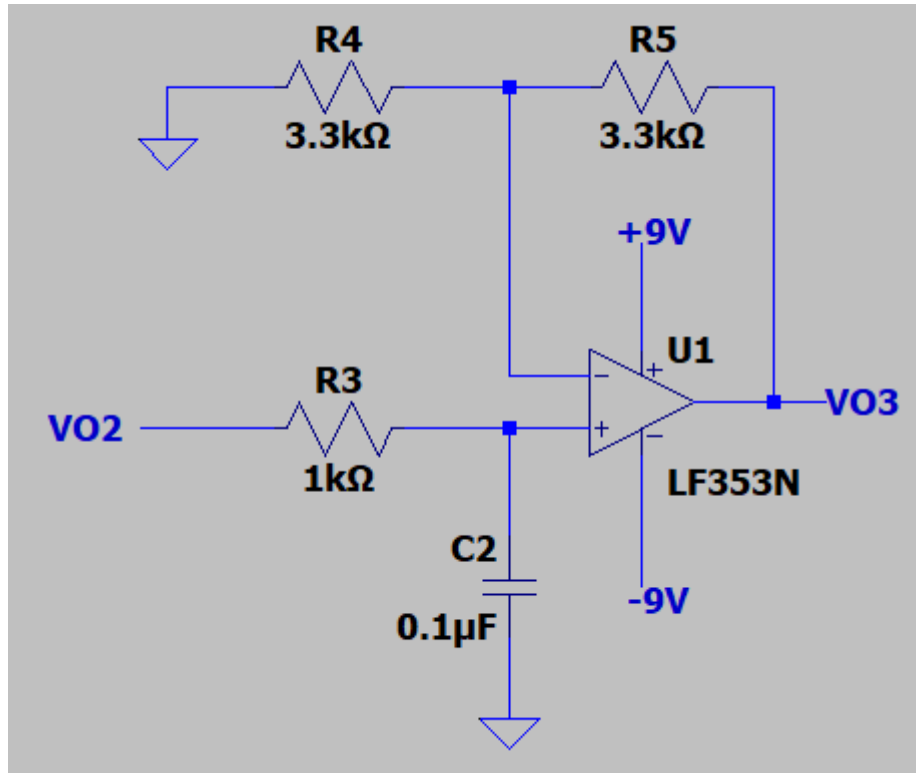 R4
R5
3.3kΩ
3.3kΩ
+9V
U1
+
-
R3
VO2
+
VO3
-
1kΩ
LF353N
C2
-9V
0.1µF